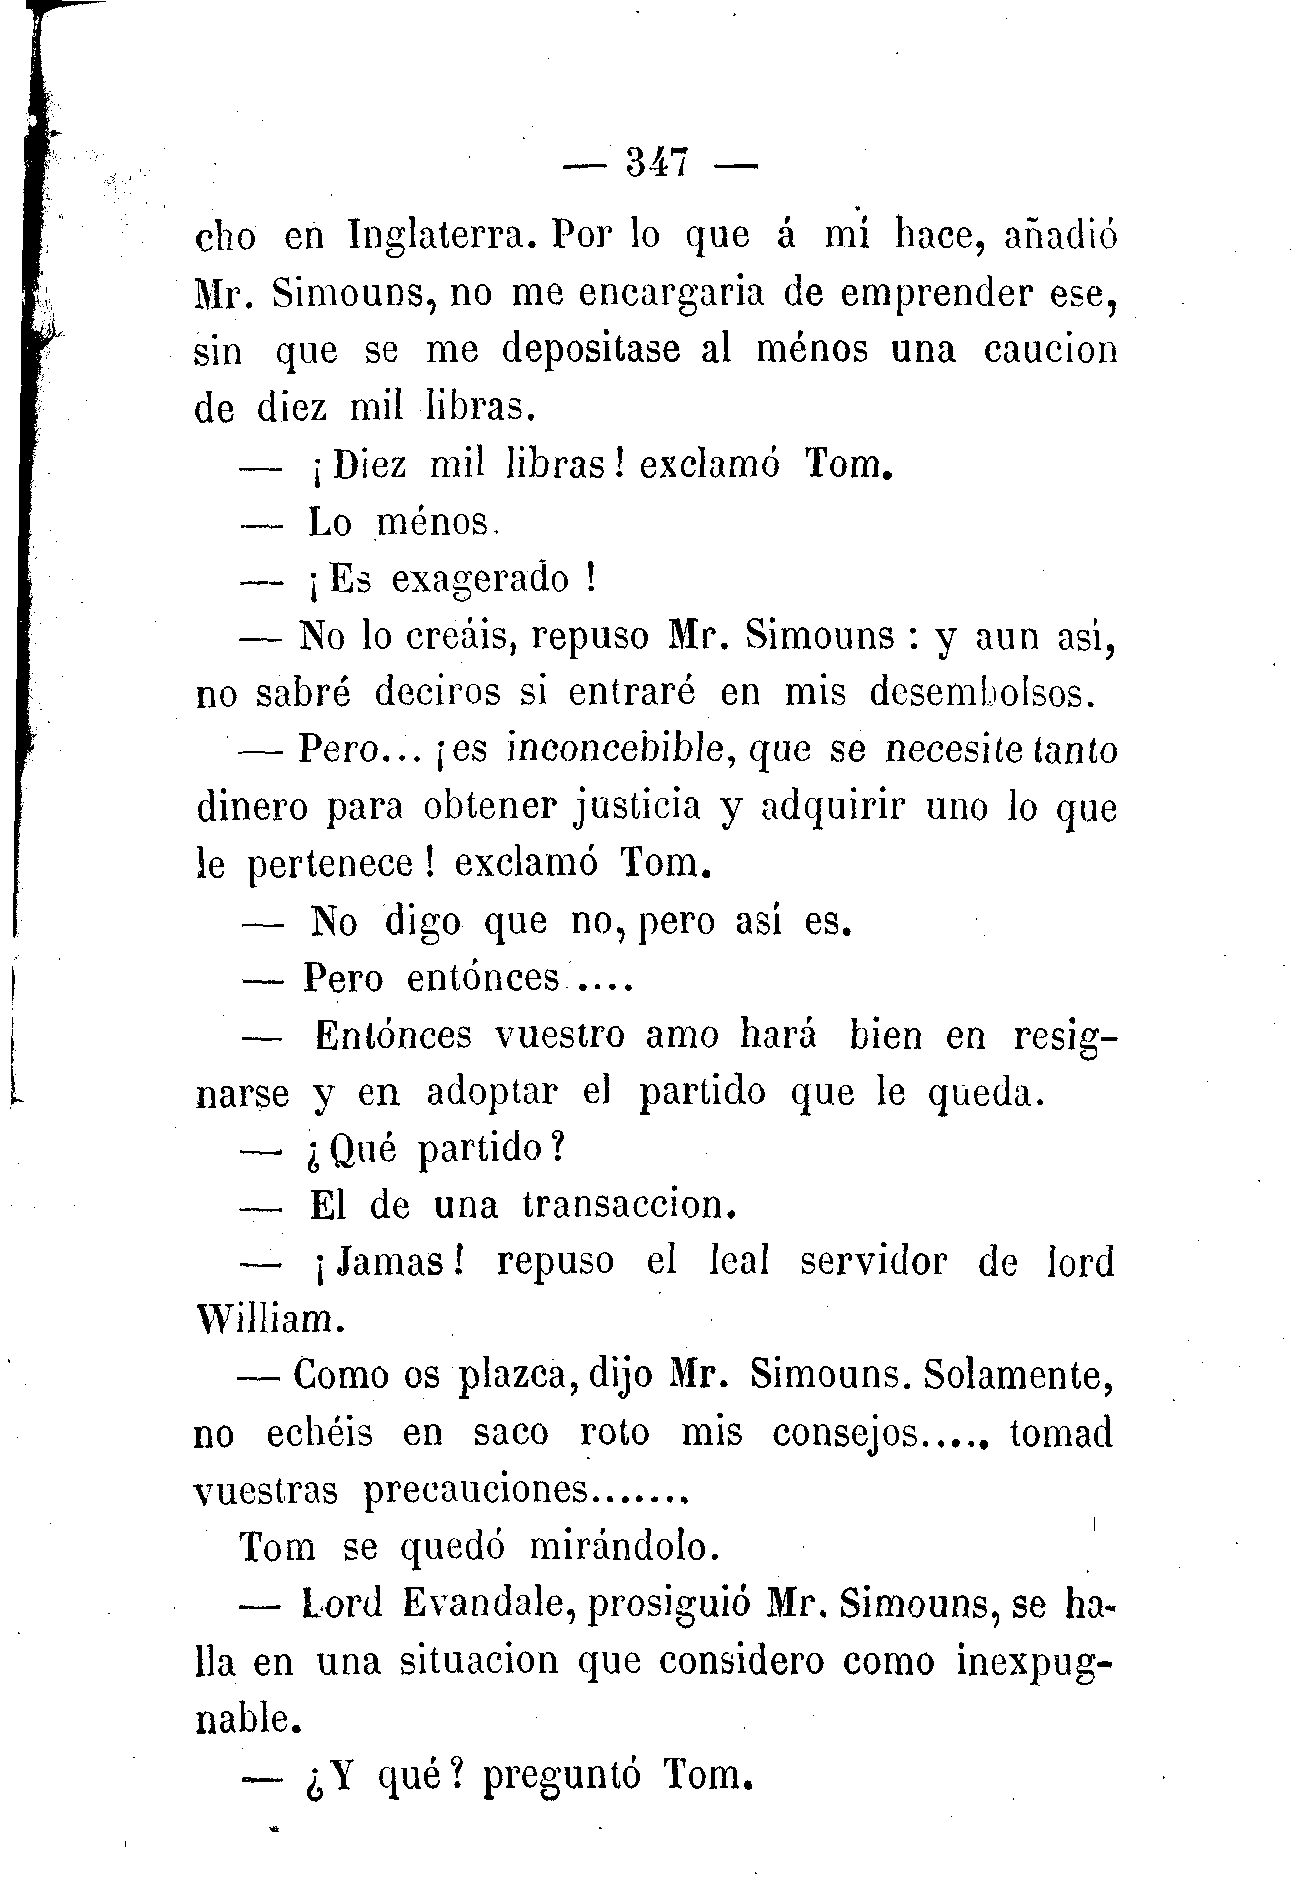 — 347 —
cho en Inglaterra. Por lo que á mí hace, añadió
Mr. Simouns, no me encargaria de emprender ese,
sin que se me depositase al ménos una caucion
de diez mil libras.
— ¡Diez mil libras! exclamó Tom.
— Lo ménos.
— ¡Es exagerado!
— No lo creáis, repuso Mr. Simouns: y aun asi,
no sabré deciros si entraré en mis desembolsos.
— Pero... ¡es inconcebible, que se necesite tanto
dinero para obtener justicia y adquirir uno lo que
le pertenece! exclamó Tom.
— No digo que no, pero así es.
— Pero entónces....
— Entónces vuestro amo hará bien en resig-
narse y en adoptar el partido que le queda.
— ¿Qué partido?
— El de una transaccion.
— ¡Jamas! repuso el leal servidor de lord
William.
— Como os plazca, dijo Mr. Simouns. Solamente,
no echéis en saco roto mis consejos..... tomad
vuestras precauciones.......
Tom se quedó mirándolo.
— Lord Evandale, prosiguió Mr. Simouns, se ha-
lla en una situacion que considero como inexpug-
nable.
— ¿Y qué? preguntó Tom.